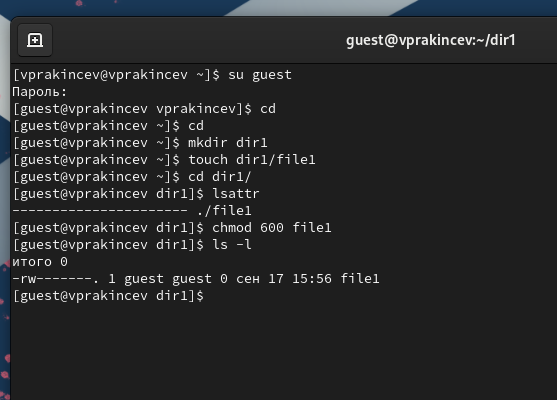 guest@vprakincev:~/dir1
[vprakincev@vprakincev ~]$ su guest
Пароль:
[guest@vprakincev vprakincev]$ cd
[guest@vprakincev ~]$ cd
[guest@vprakincev ~]$ mkdir dir1
[guest@vprakincev ~]$ touch dir1/file1
[guest@vprakincev ~]$ cd dir1/
[guest@vprakincev dir1]$ lsattr
---------------------- ./file1
[guest@vprakincev dir1]$ chmod 600 file1
[guest@vprakincev dir1]$ ls -l
итого 0
-rw-------. 1 guest guest 0 сен 17 15:56 file1
[guest@vprakincev dir1]$